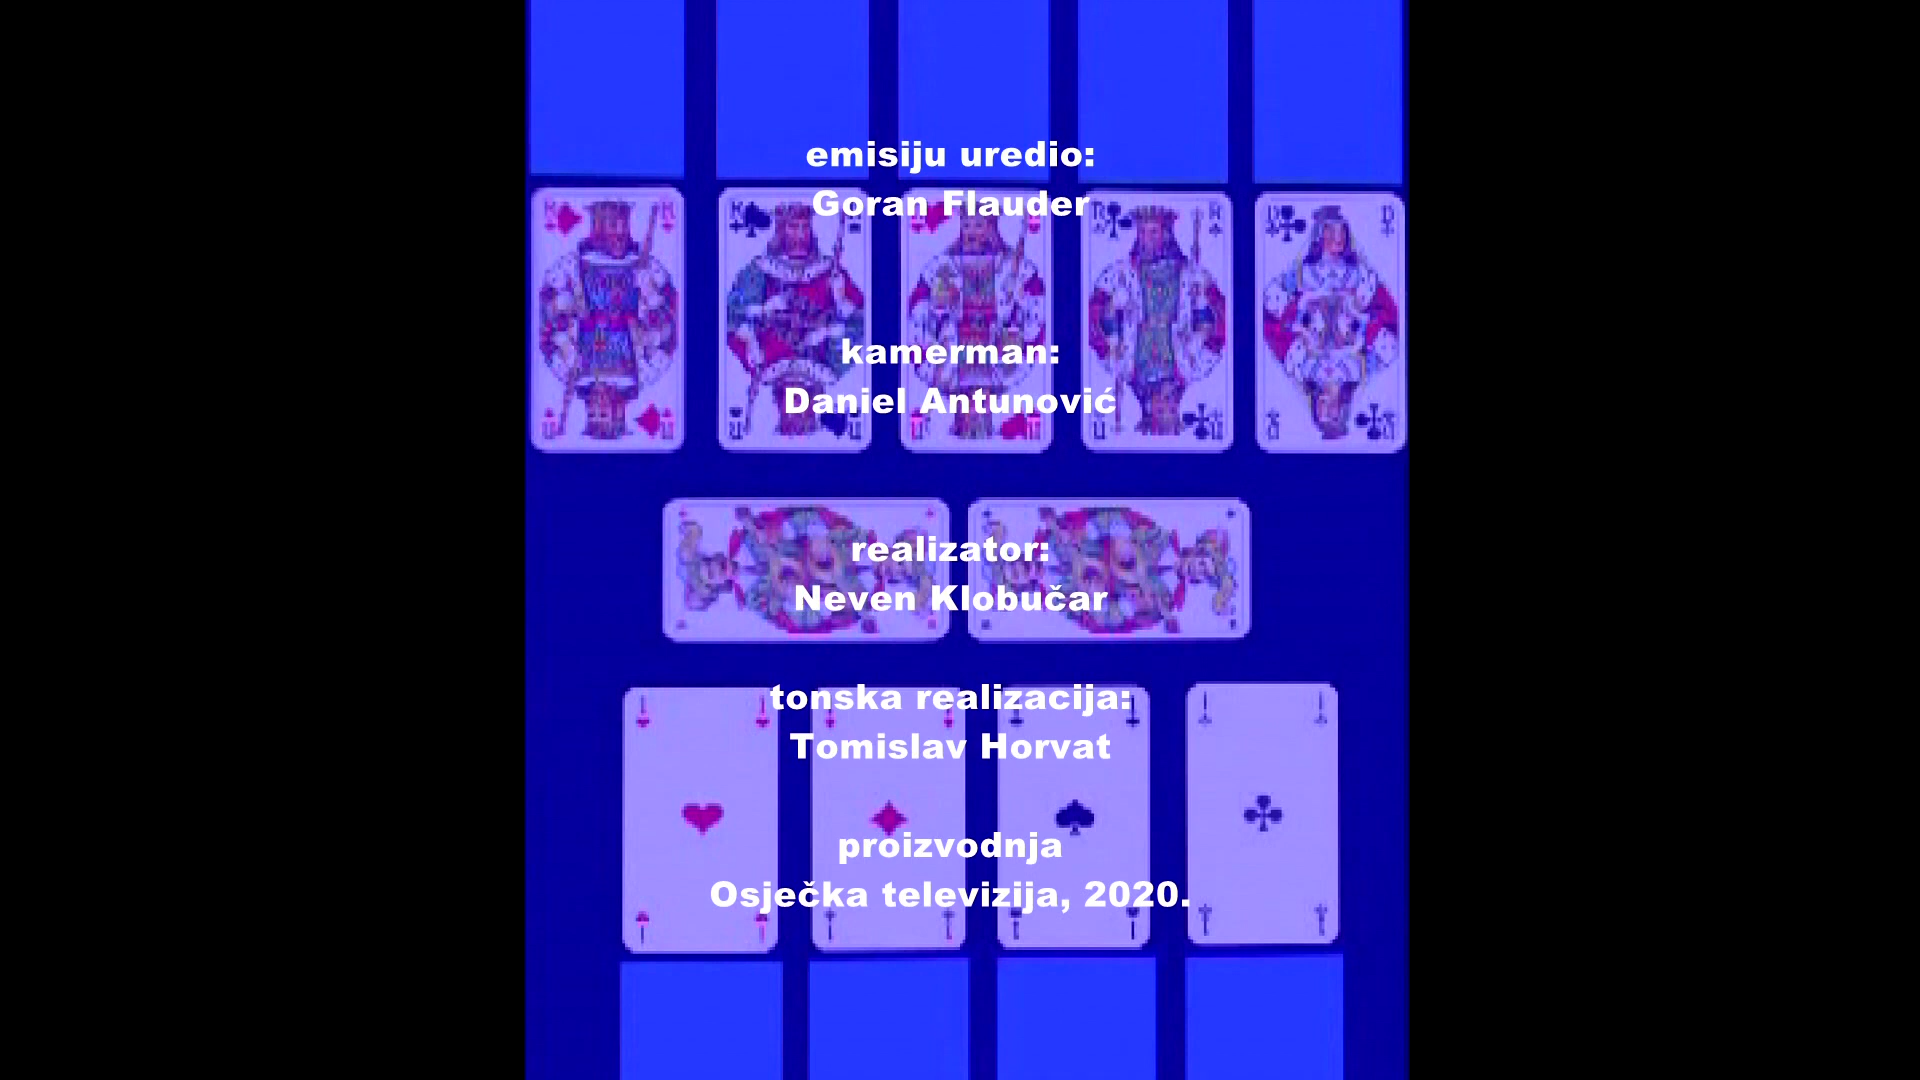 emisiju uredio:
Goran Flauder
kamerman:
Daniel Antunović
realizator:
Neven Klobučar
tonska realizacija:
Tomislav Horvat
proizvodnja
Osječka televizija, 2020.